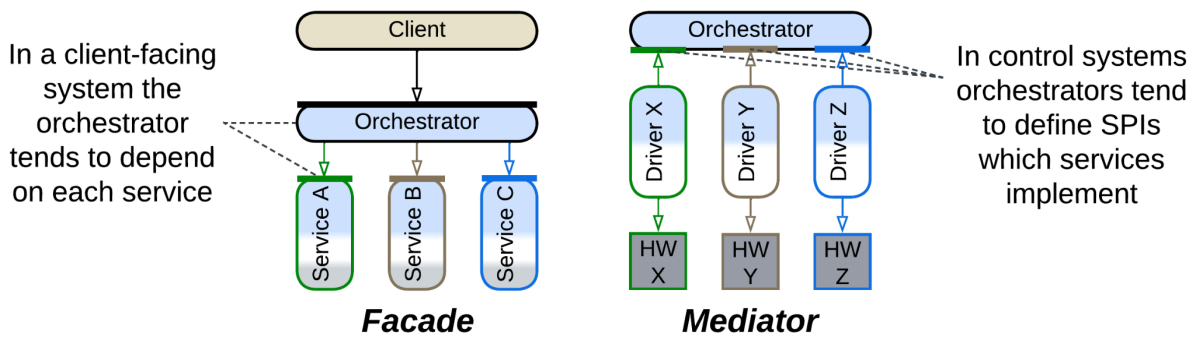 In a client-facing
system the
orchestrator
tends to depend
on each service
Client
Orchestrator
Service A
Service B
Service C
Facade
Orchestrator
Driver X
Driver Y
Driver Z
HW
X
HW
Y
HW
Z
Mediator
In control systems
orchestrators tend
to define SPIs
which services
implement